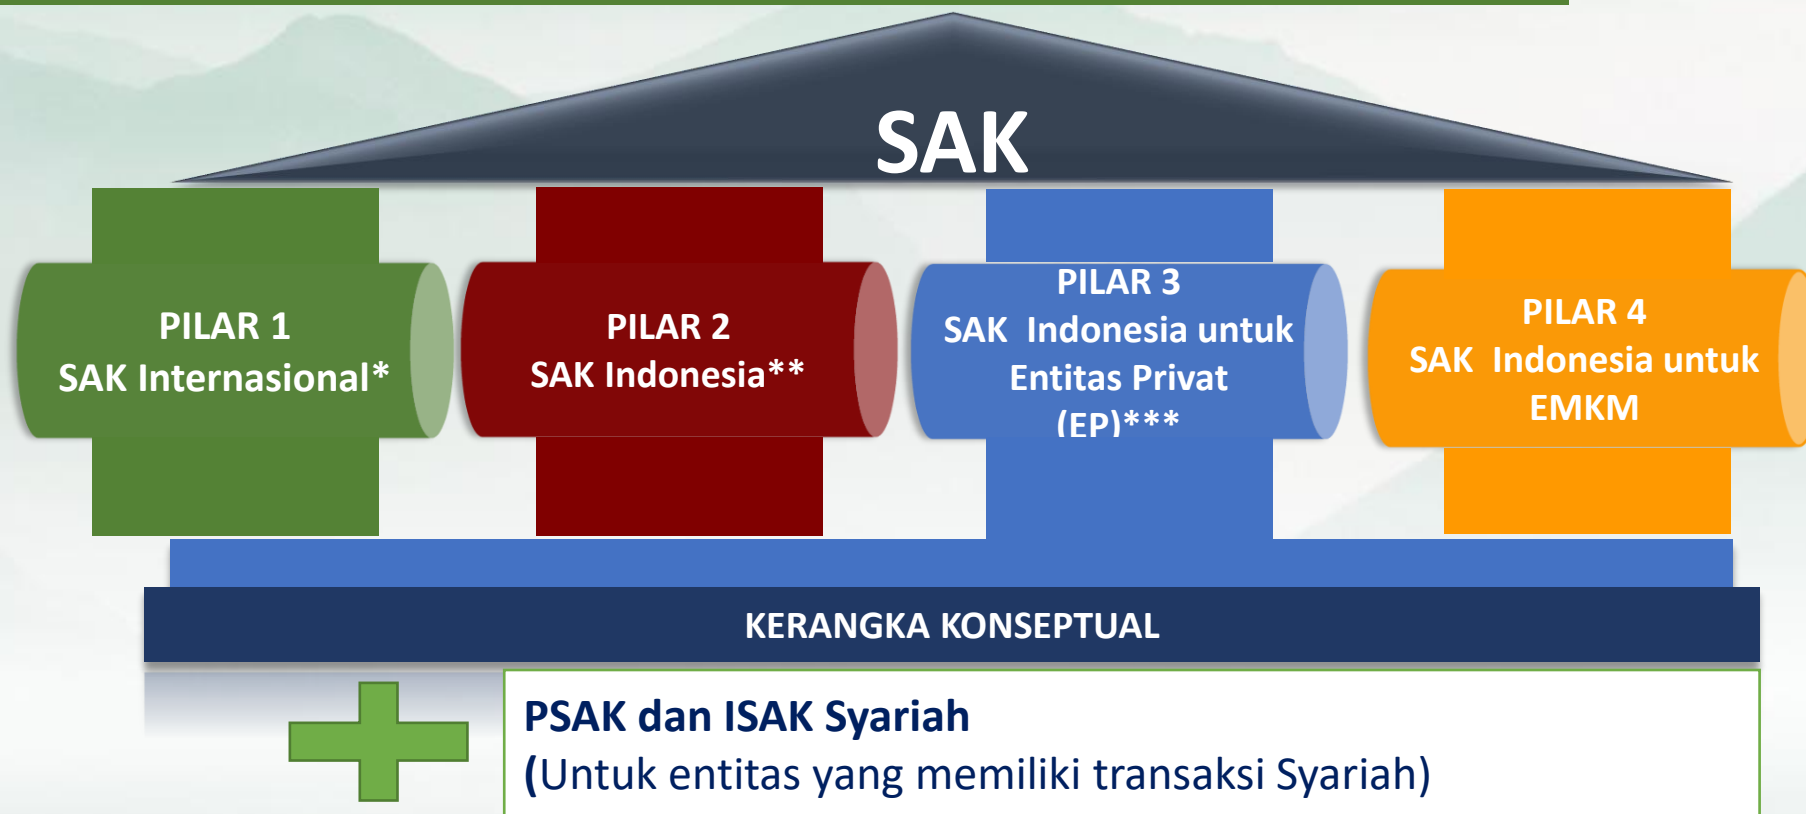 SAK
PILAR 1
SAK Internasional*
PILAR 2
SAK Indonesia**
PILAR 3
SAK Indonesia untuk
Entitas Privat
(EP)***
PILAR 4
SAK Indonesia untuk
EMKM
KERANGKA KONSEPTUAL
PSAK dan ISAK Syariah
(Untuk entitas yang memiliki transaksi Syariah)